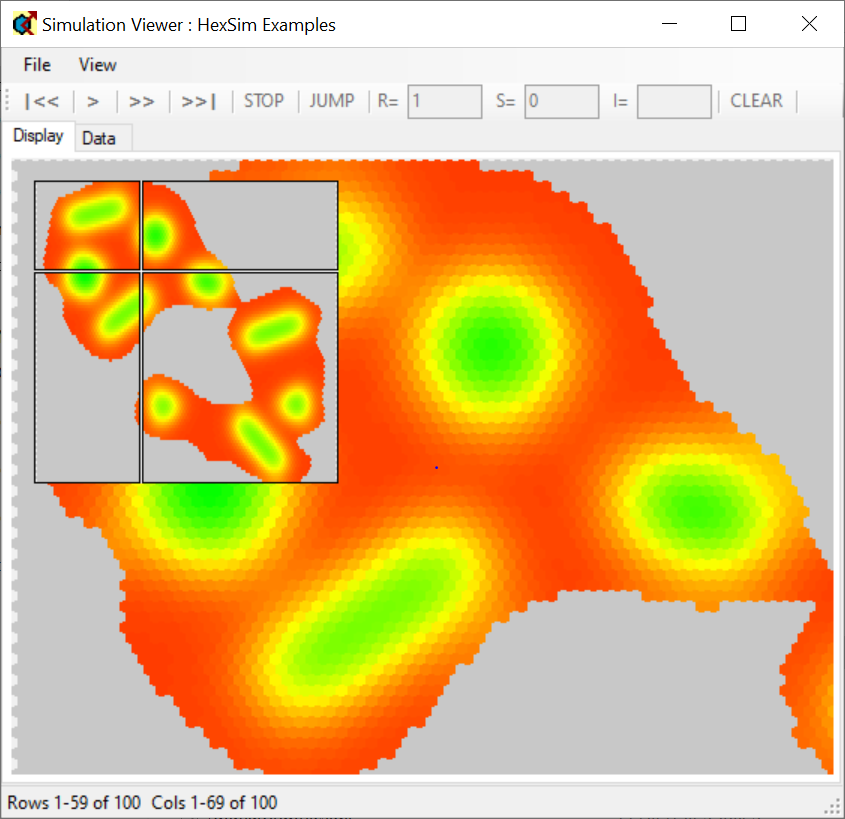 Simulation Viewer : HexSim Examples
File View
|<< > >> >>| STOP JUMP R= 1 S= 0 I= CLEAR
Display Data
Rows 1-59 of 100 Cols 1-69 of 100